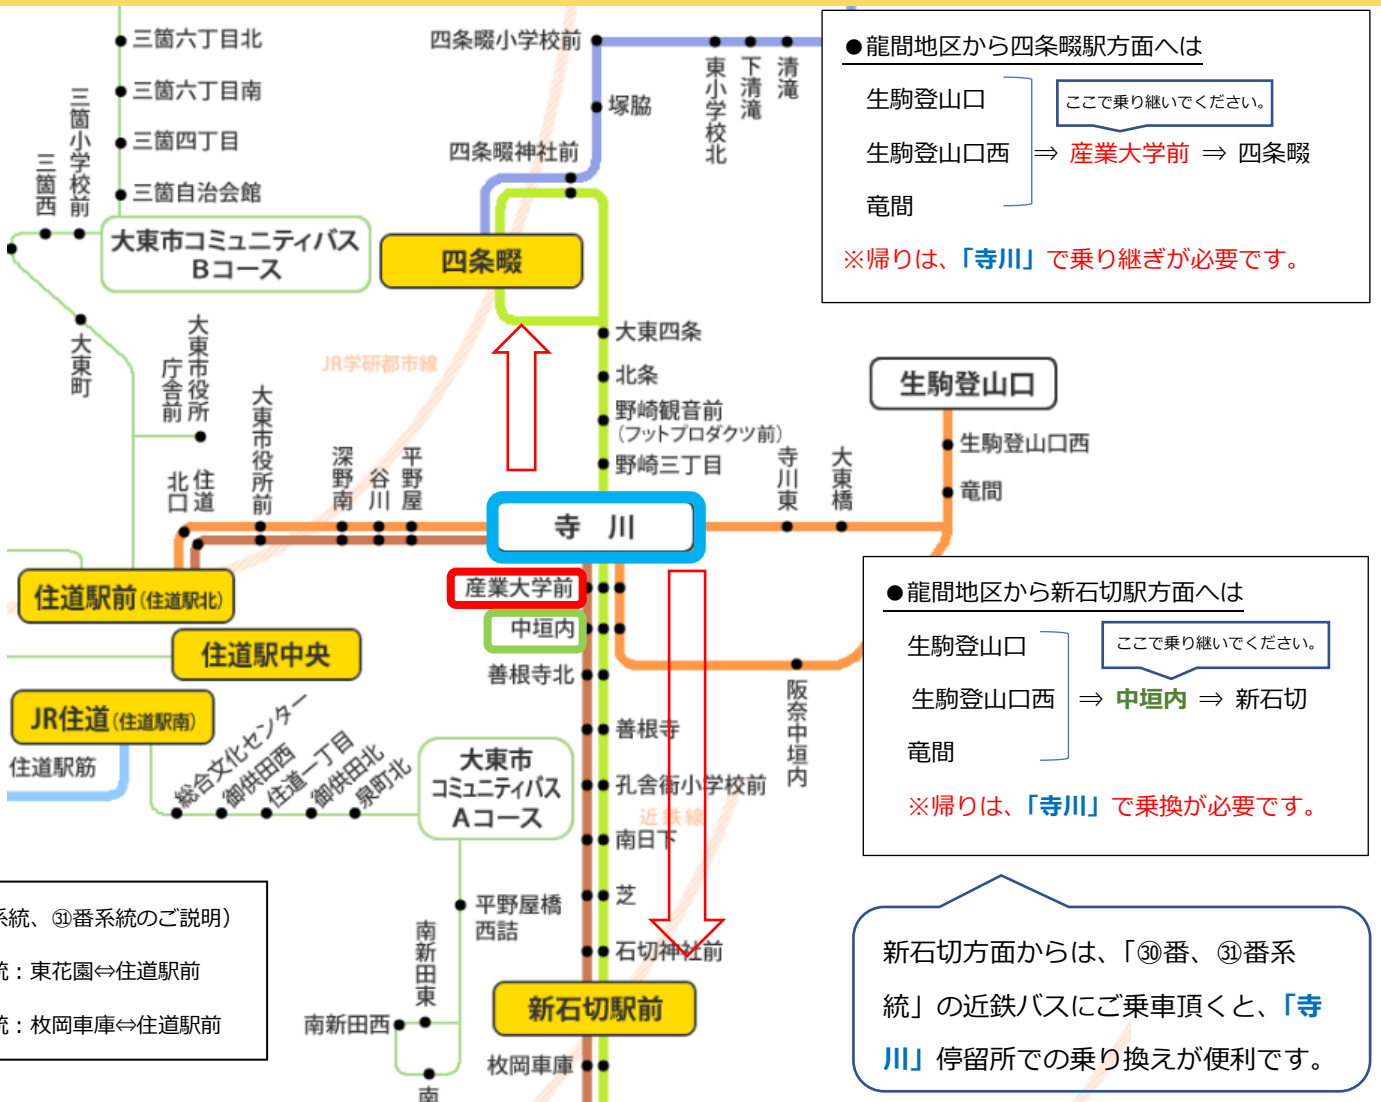 三箇六丁目北
三箇六丁目南
三箇四丁目
三箇自治会館
三箇小学校前
三箇西
大東市コミュニティバス
Bコース
大東町
大東市役所
庁舎前
四条畷小学校前
塚脇
四条畷神社前
東小学校北
下清滝
清滝
四条畷
JR学研都市線
大東四条
北条
野崎観音前
(フットプロダクツ前)
野崎三丁目
●龍間地区から四条畷駅方面へは
生駒登山口
ここで乗り継いでください。
生駒登山口西 ⇒ 産業大学前 ⇒ 四条畷
竜間
※帰りは、「寺川」で乗り継ぎが必要です。
生駒登山口
生駒登山口西
竜間
住道
北口
大東市役所前
深野南
谷川
平野屋
寺 川
寺川東
大東橋
住道駅前(住道駅北)
住道駅中央
JR住道(住道駅南)
住道駅筋
産業大学前
中垣内
善根寺北
善根寺
孔舎衙小学校前
近鉄線
南日下
芝
石切神社前
新石切駅前
枚岡車庫
阪奈中垣内
総合文化センター
御供田西
住道一丁目
御供田北
泉町北
大東市
コミュニティバス
Aコース
平野屋橋
西詰
南新田東
南新田西
南
●龍間地区から新石切駅方面へは
生駒登山口
ここで乗り継いでください。
生駒登山口西 ⇒ 中垣内 ⇒ 新石切
竜間
※帰りは、「寺川」で乗換が必要です。
新石切方面からは、「㉚番、㉛番系
統」の近鉄バスにご乗車頂くと、「寺
川」停留所での乗り換えが便利です。
系統、㉛番系統のご説明）
統：東花園⇔住道駅前
統：枚岡車庫⇔住道駅前